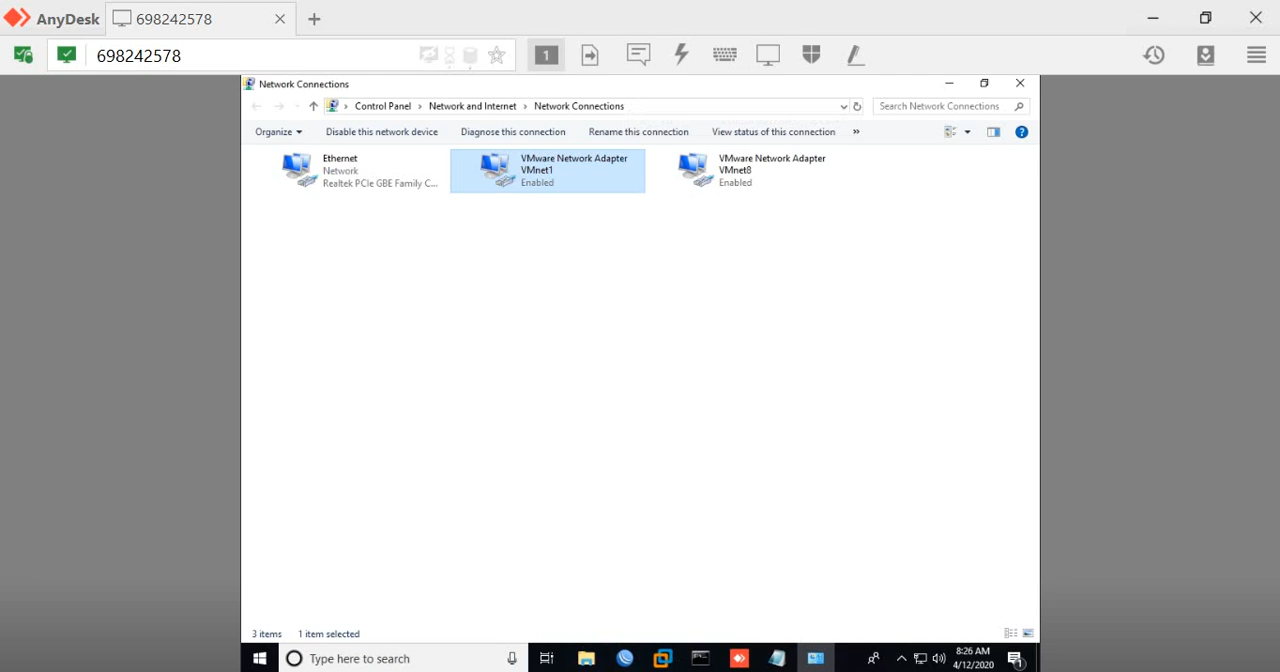 AnyDesk
698242578
698242578
1
Network Connections
Control Panel
Network and Internet
Network Connections
Search Network Connections
Organize
Disable this network device
Diagnose this connection
Rename this connection
View status of this connection
»
Ethernet
Network
Realtek PCIe GBE Family C...
VMware Network Adapter
VMnet1
Enabled
VMware Network Adapter
VMnet8
Enabled
3 items
1 item selected
Type here to search
8:26 AM
4/12/2020
1